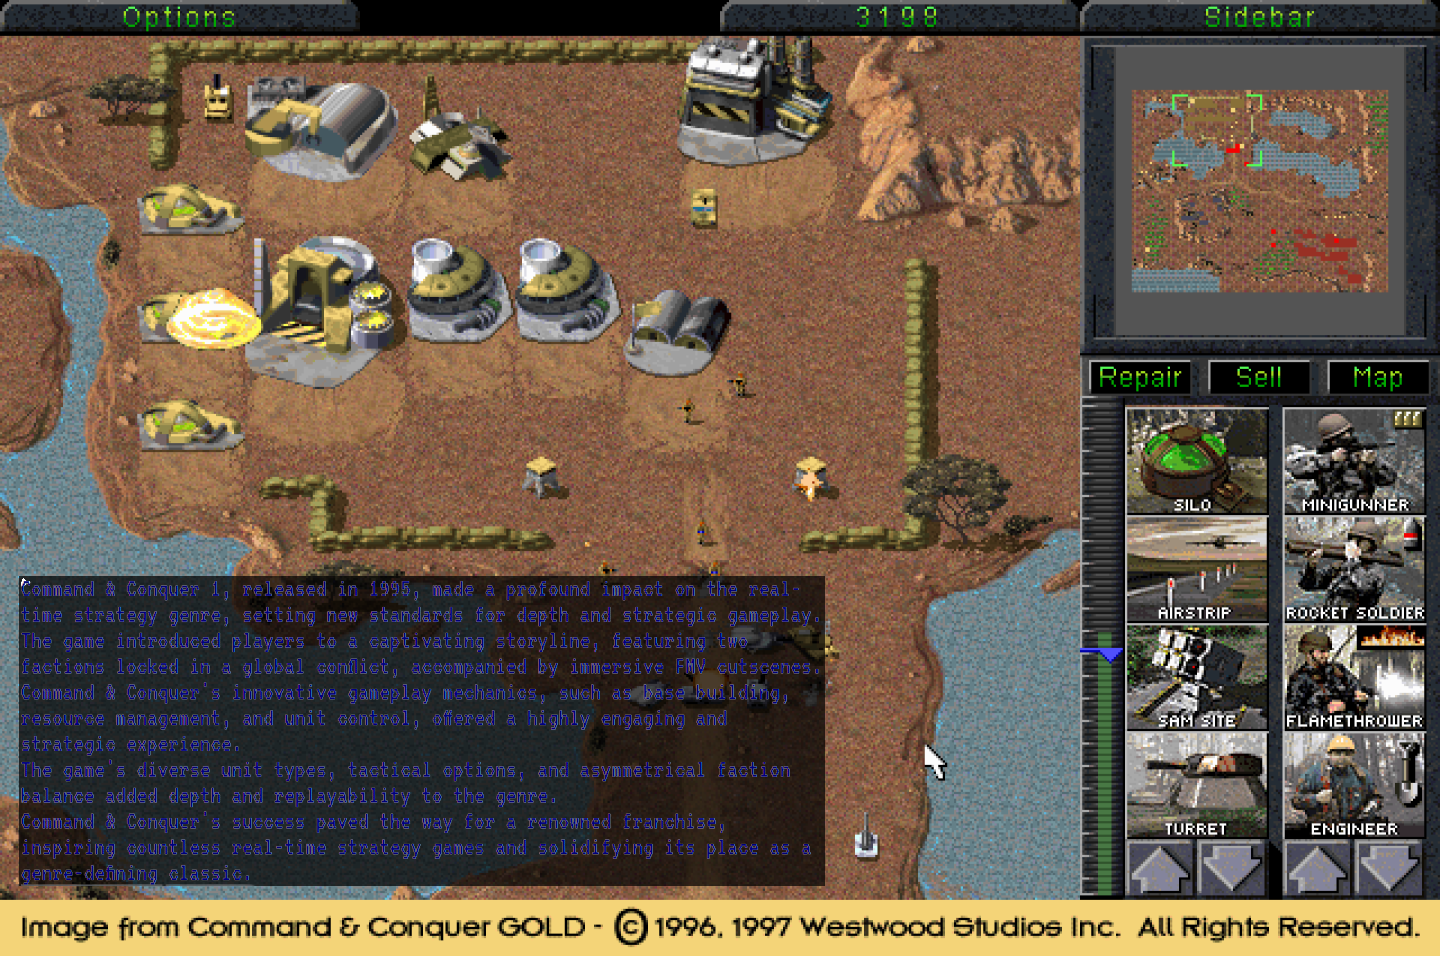 Options
3198
Sidebar
Repair
Sell
Map
SILO
MINIGUNNER
AIRSTRIP
ROCKET SOLDIER
SAM SITE
FLAMETHROWER
TURRET
ENGINEER
Command & Conquer 1, released in 1995, made a profound impact on the real-
time strategy genre, setting new standards for depth and strategic gameplay.
The game introduced players to a captivating storyline, featuring two
factions locked in a global conflict, accompanied by immersive FMV cutscenes.
Command & Conquer's innovative gameplay mechanics, such as base building,
resource management, and unit control, offered a highly engaging and
strategic experience.
The game's diverse unit types, tactical options, and asymmetrical faction
balance added depth and replayability to the genre.
Command & Conquer's success paved the way for a renowned franchise,
inspiring countless real-time strategy games and solidifying its place as a
genre-defining classic.
Image from Command & Conquer GOLD - © 1996, 1997 Westwood Studios Inc. All Rights Reserved.